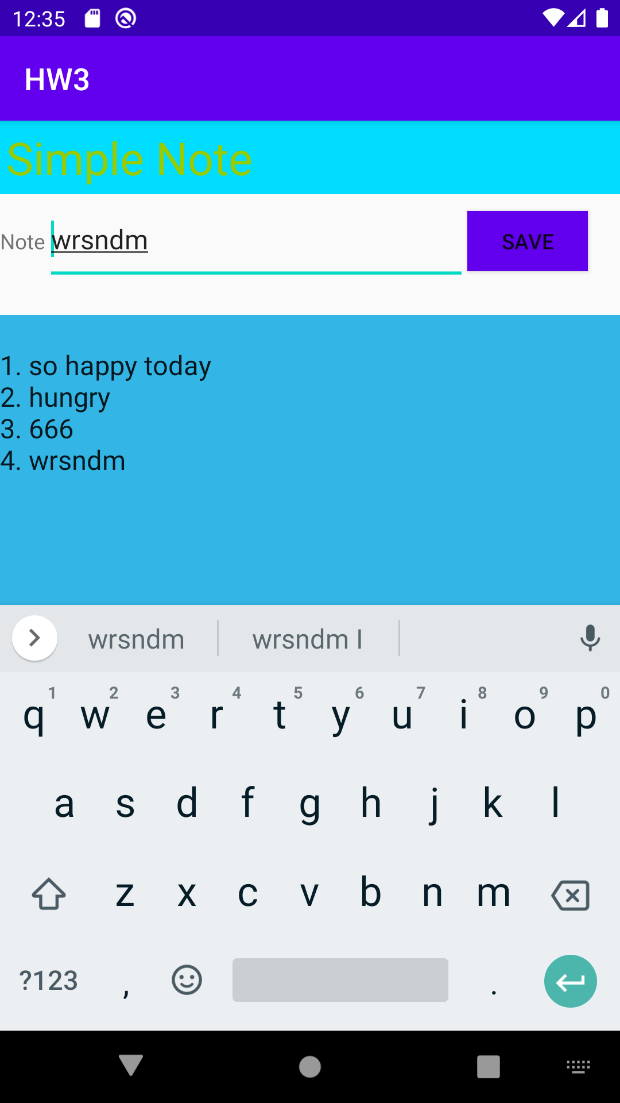 12:35
HW3
Simple Note
Note wrsndm SAVE
1. so happy today
2. hungry
3. 666
4. wrsndm
wrsndm wrsndm I
1 2 3 4 5 6 7 8 9 0
q w e r t y u i o p
a s d f g h j k l
z x c v b n m
?123 , .